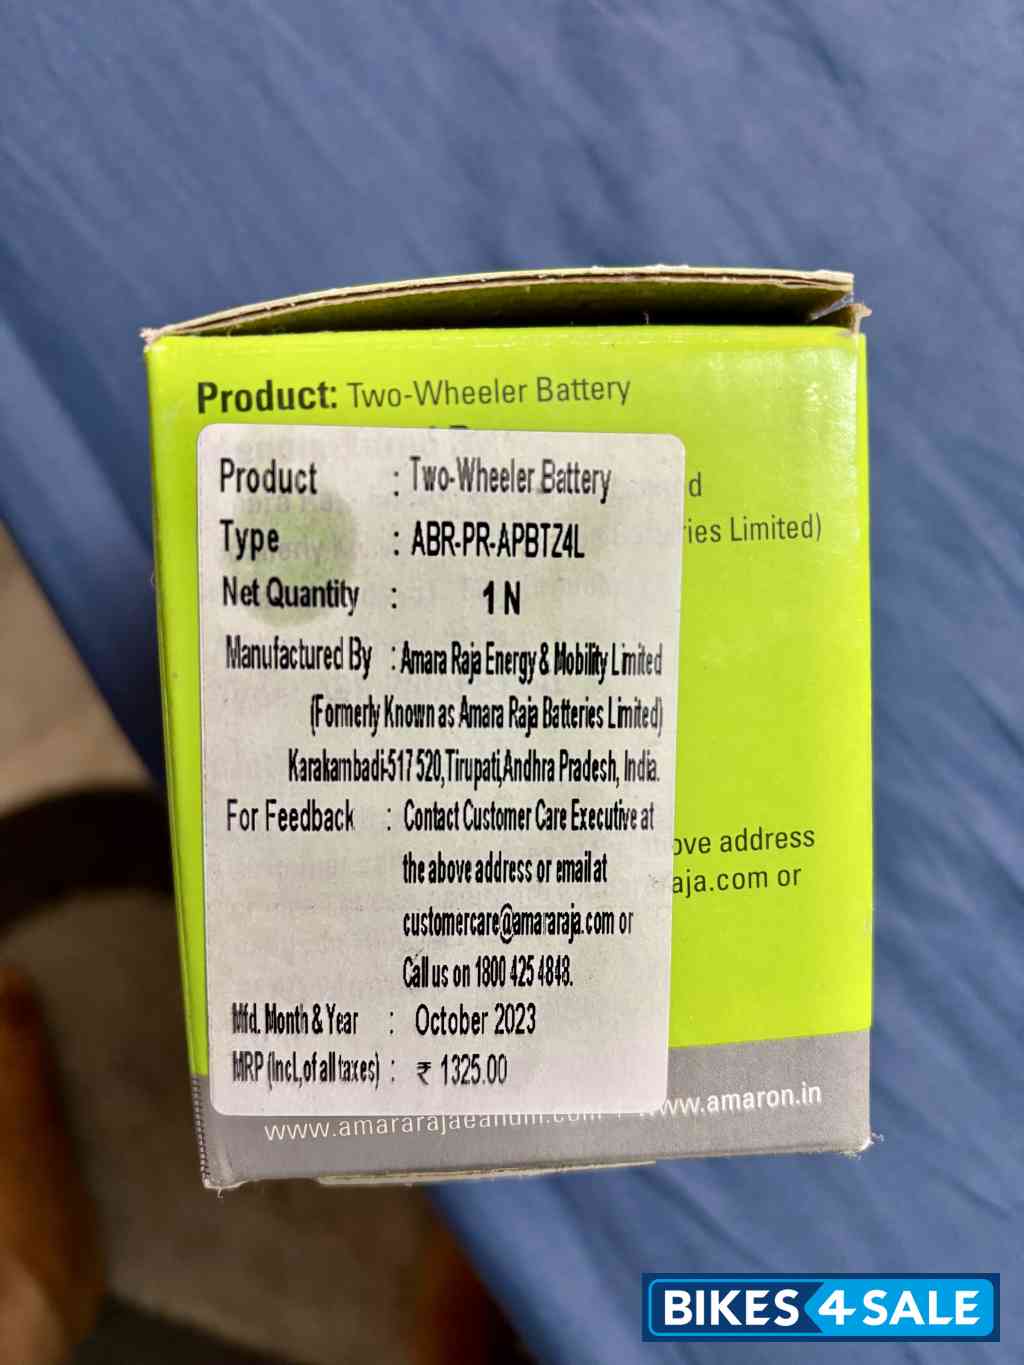 Product: Two-Wheeler Battery
Product : Two-Wheeler Battery
d
Type : ABR-PR-APBTZ4L
ies Limited)
Net Quantity : 1 N
Manufactured By : Amara Raja Energy & Mobility Limited
(Formerly Known as Amara Raja Batteries Limited)
Karakambadi-517 520,Tirupati,Andhra Pradesh, India.
For Feedback : Contact Customer Care Executive at
ove address
the above address or email at
aja.com or
customercare@amararaja.com or
Call us on 1800 425 4848.
Mfd. Month & Year : October 2023
MRP (Incl,of all taxes) : ₹ 1325.00
www.amararajaeandm.com www.amaron.in
BIKES4SALE